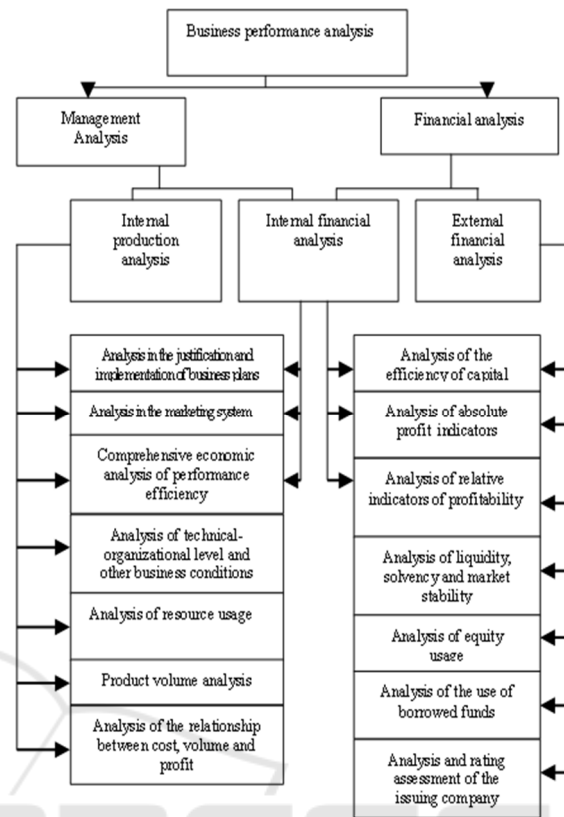 Business performance analysis
Management
Analysis
Financial analysis
Internal
production
analysis
Internal financial
analysis
External
financial
analysis
Analysis in the justification and
implementation of business plans
Analysis in the marketing system
Comprehensive economic
analysis of performance
efficiency
Analysis of technical-
organizational level and
other business conditions
Analysis of resource usage
Product volume analysis
Analysis of the relationship
between cost, volume and
profit
Analysis of the
efficiency of capital
Analysis of absolute
profit indicators
Analysis of relative
indicators of profitability
Analysis of liquidity,
solvency and market
stability
Analysis of equity
usage
Analysis of the use of
borrowed funds
Analysis and rating
assessment of the
issuing company